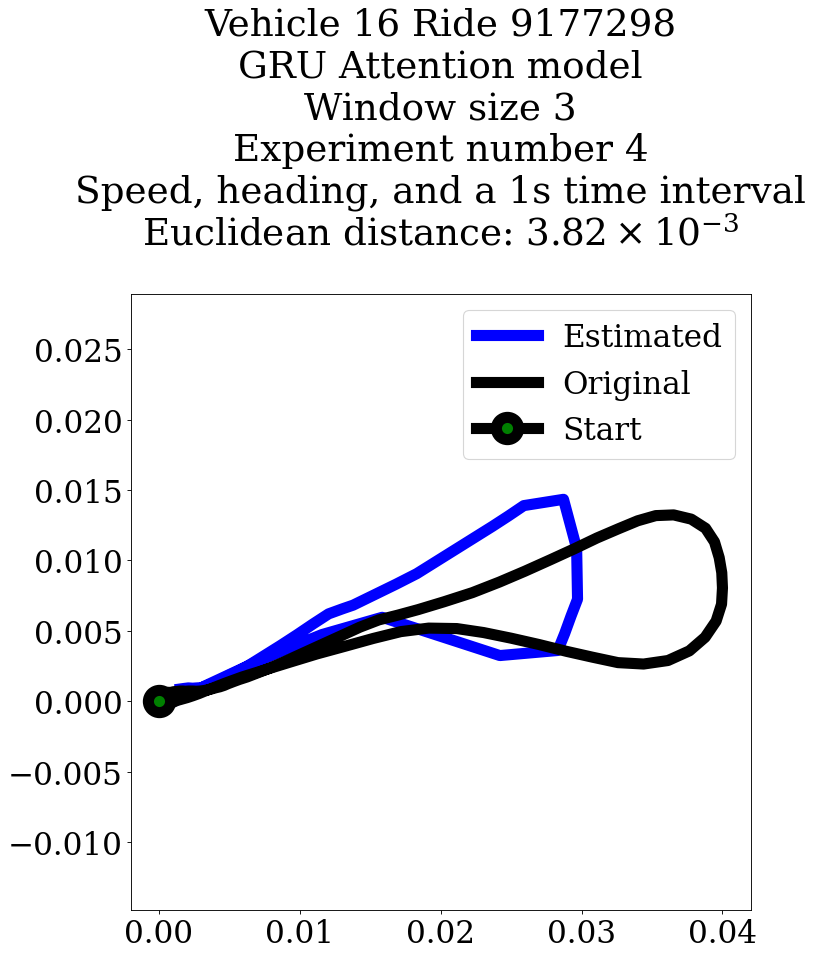 Vehicle 16 Ride 9177298
GRU Attention model
Window size 3
Experiment number 4
Speed, heading, and a 1s time interval
Euclidean distance: 3.82 × 10⁻³
Estimated
Original
Start
0.025
0.020
0.015
0.010
0.005
0.000
−0.005
−0.010
0.00 0.01 0.02 0.03 0.04